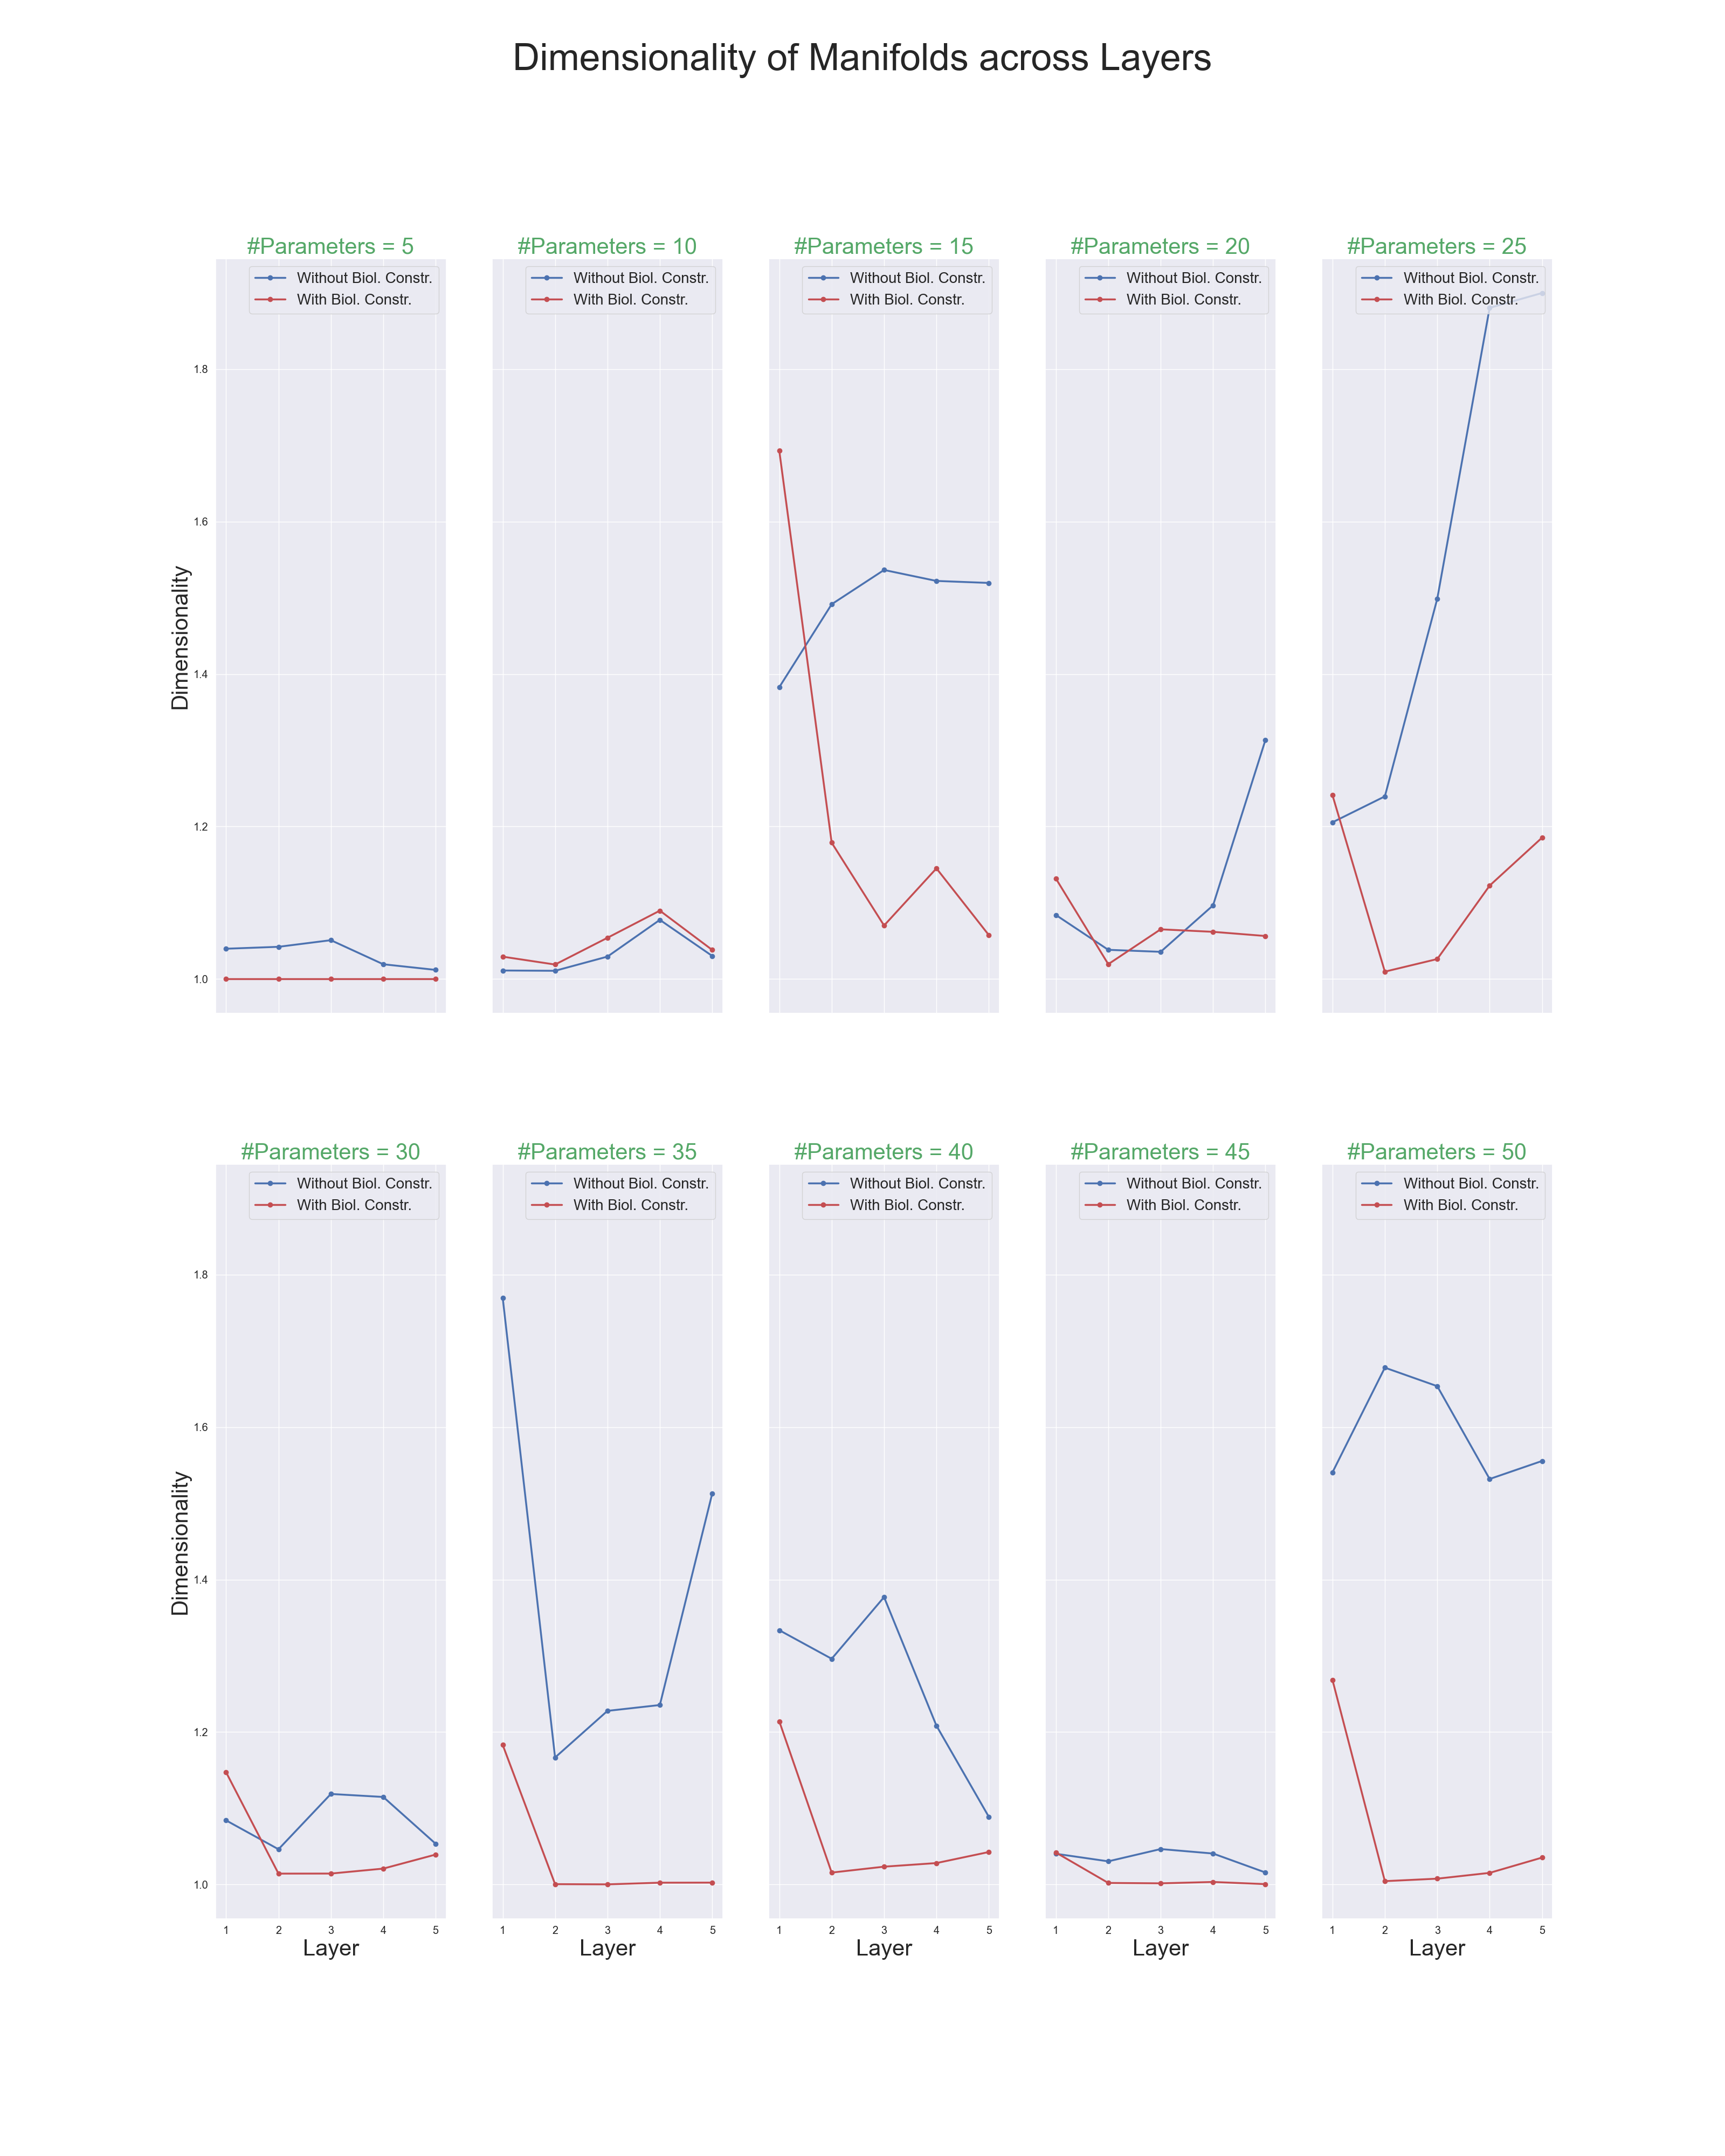 Dimensionality of Manifolds across Layers
#Parameters = 5
Without Biol. Constr.
With Biol. Constr.
#Parameters = 10
Without Biol. Constr.
With Biol. Constr.
#Parameters = 15
Without Biol. Constr.
With Biol. Constr.
#Parameters = 20
Without Biol. Constr.
With Biol. Constr.
#Parameters = 25
Without Biol. Constr.
With Biol. Constr.
Dimensionality
1.8
1.6
1.4
1.2
1.0
#Parameters = 30
Without Biol. Constr.
With Biol. Constr.
#Parameters = 35
Without Biol. Constr.
With Biol. Constr.
#Parameters = 40
Without Biol. Constr.
With Biol. Constr.
#Parameters = 45
Without Biol. Constr.
With Biol. Constr.
#Parameters = 50
Without Biol. Constr.
With Biol. Constr.
Dimensionality
1.8
1.6
1.4
1.2
1.0
1 2 3 4 5
Layer
1 2 3 4 5
Layer
1 2 3 4 5
Layer
1 2 3 4 5
Layer
1 2 3 4 5
Layer